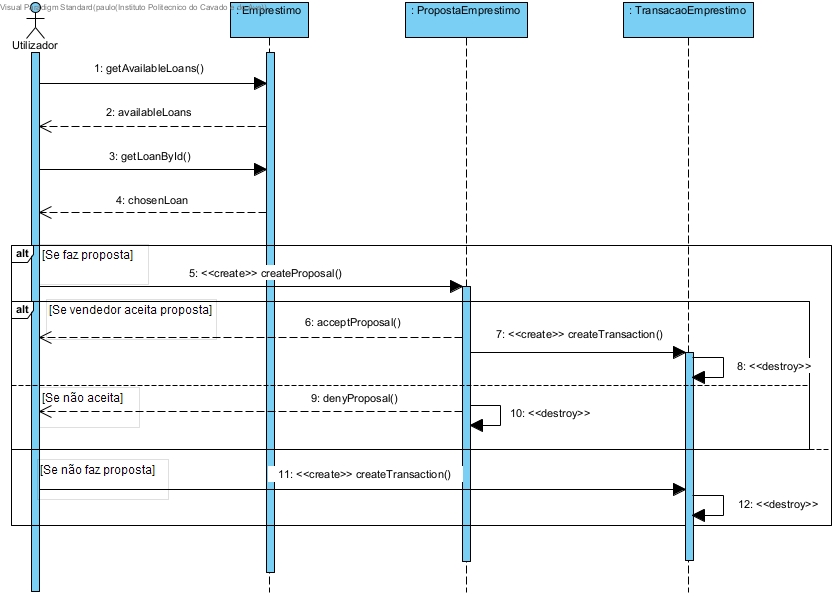 Visual Paradigm Standard(paulo(Instituto Politecnico do Cavado e
Utilizador
: Emprestimo
: PropostaEmprestimo
: TransacaoEmprestimo
1: getAvailableLoans()
2: availableLoans
3: getLoanById()
4: chosenLoan
alt
[Se faz proposta]
5: <<create>> createProposal()
alt
[Se vendedor aceita proposta]
6: acceptProposal()
7: <<create>> createTransaction()
8: <<destroy>>
[Se não aceita]
9: denyProposal()
10: <<destroy>>
[Se não faz proposta]
11: <<create>> createTransaction()
12: <<destroy>>